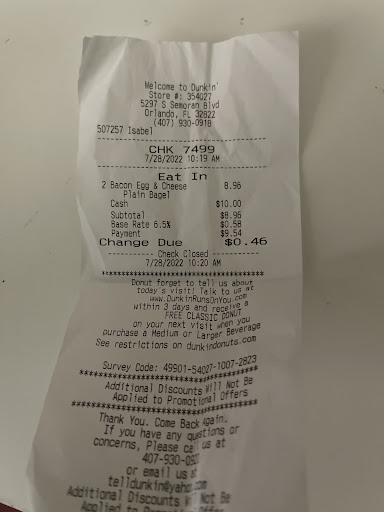 Welcome to Dunkin'
Store #: 354027
5297 S Semoran Blvd
Orlando, FL 32822
(407) 930-0918
507257 Isabel
CHK 7499
7/28/2022 10:19 AM
Eat In
2 Bacon Egg & Cheese 8.96
Plain Bagel
Cash $10.00
Subtotal $8.96
Base Rate 6.5% $0.58
Payment $9.54
Change Due $0.46
---------- Check Closed ----------
7/28/2022 10:20 AM
************************************
Donut forget to tell us about
today's visit! Talk to us at
www.DunkinRunsOnYou.com
within 3 days and receive a
FREE CLASSIC DONUT
on your next visit when you
purchase a Medium or Larger Beverage
See restrictions on dunkindonuts.com
Survey Code: 49901-54027-1007-2823
************************************
Additional Discounts Will Not Be
Applied to Promotional Offers
************************************
Thank You. Come Back Again.
If you have any questions or
concerns, Please us at
or email us
Additional Discounts Not Be
Applied to